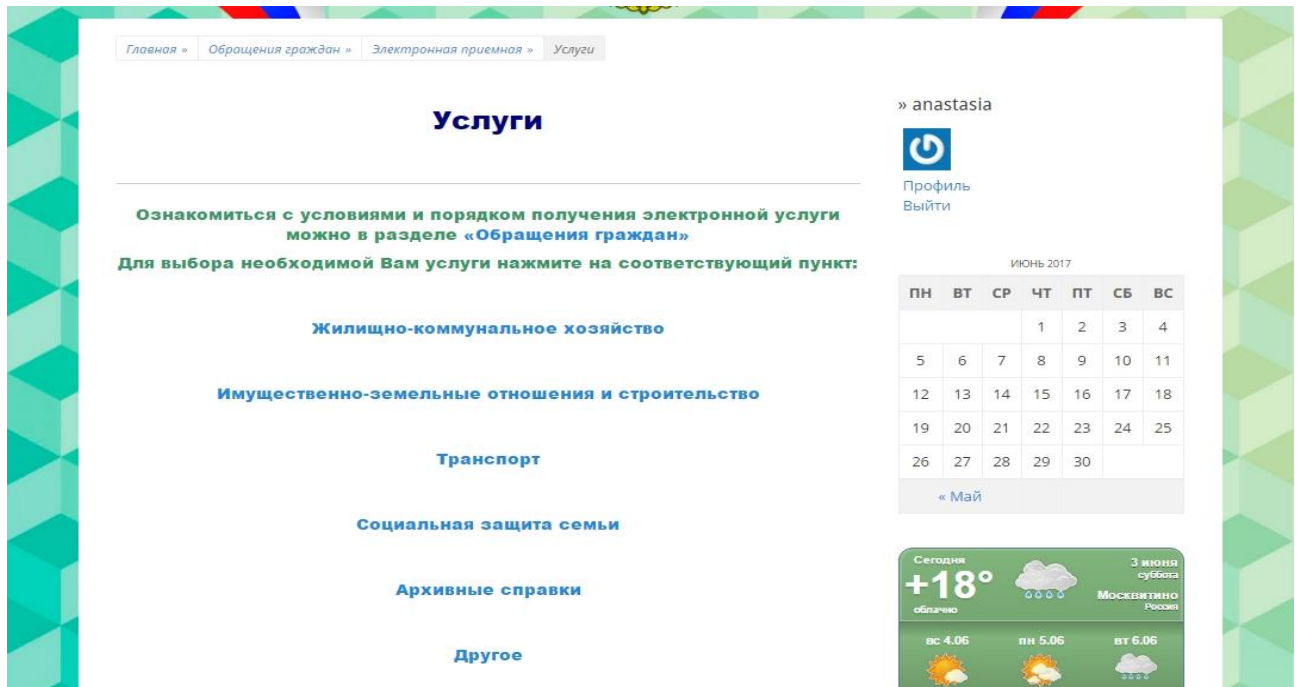 Главная » Обращения граждан » Электронная приемная » Услуги
Услуги
Ознакомиться с условиями и порядком получения электронной услуги
можно в разделе «Обращения граждан»
Для выбора необходимой Вам услуги нажмите на соответствующий пункт:
Жилищно-коммунальное хозяйство
Имущественно-земельные отношения и строительство
Транспорт
Социальная защита семьи
Архивные справки
Другое
» anastasia
Профиль
Выйти
ИЮНЬ 2017
ПН ВТ СР ЧТ ПТ СБ ВС
1 2 3 4
5 6 7 8 9 10 11
12 13 14 15 16 17 18
19 20 21 22 23 24 25
26 27 28 29 30
« Май
Сегодня
+18°
облачно
3 июня
суббота
Москвитино
Россия
вс 4.06 пн 5.06 вт 6.06